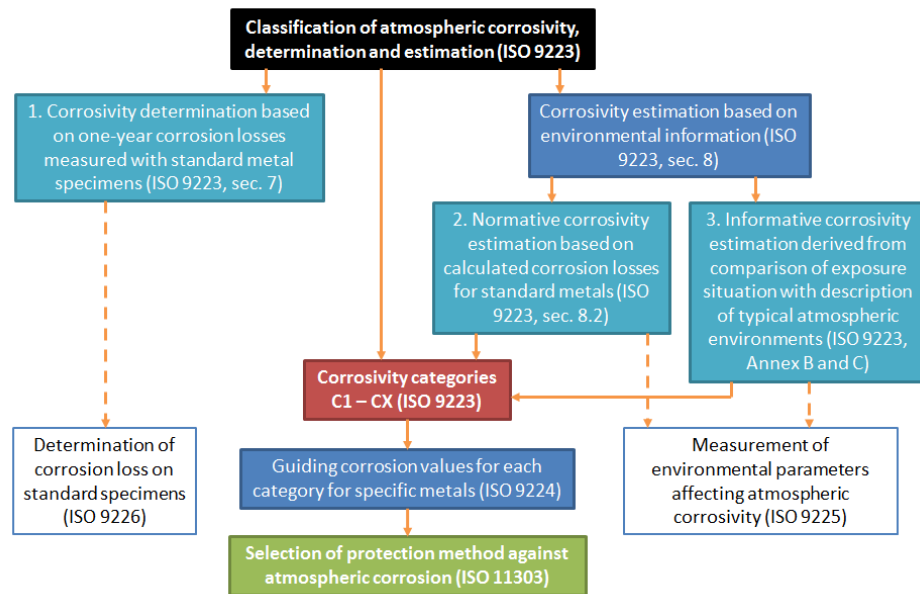 Classification of atmospheric corrosivity,
determination and estimation (ISO 9223)
1. Corrosivity determination based
on one-year corrosion losses
measured with standard metal
specimens (ISO 9223, sec. 7)
Corrosivity estimation based on
environmental information (ISO
9223, sec. 8)
2. Normative corrosivity
estimation based on
calculated corrosion losses
for standard metals (ISO
9223, sec. 8.2)
3. Informative corrosivity
estimation derived from
comparison of exposure
situation with description
of typical atmospheric
environments (ISO 9223,
Annex B and C)
Corrosivity categories
C1 – CX (ISO 9223)
Determination of
corrosion loss on
standard specimens
(ISO 9226)
Guiding corrosion values for each
category for specific metals (ISO 9224)
Measurement of
environmental parameters
affecting atmospheric
corrosivity (ISO 9225)
Selection of protection method against
atmospheric corrosion (ISO 11303)